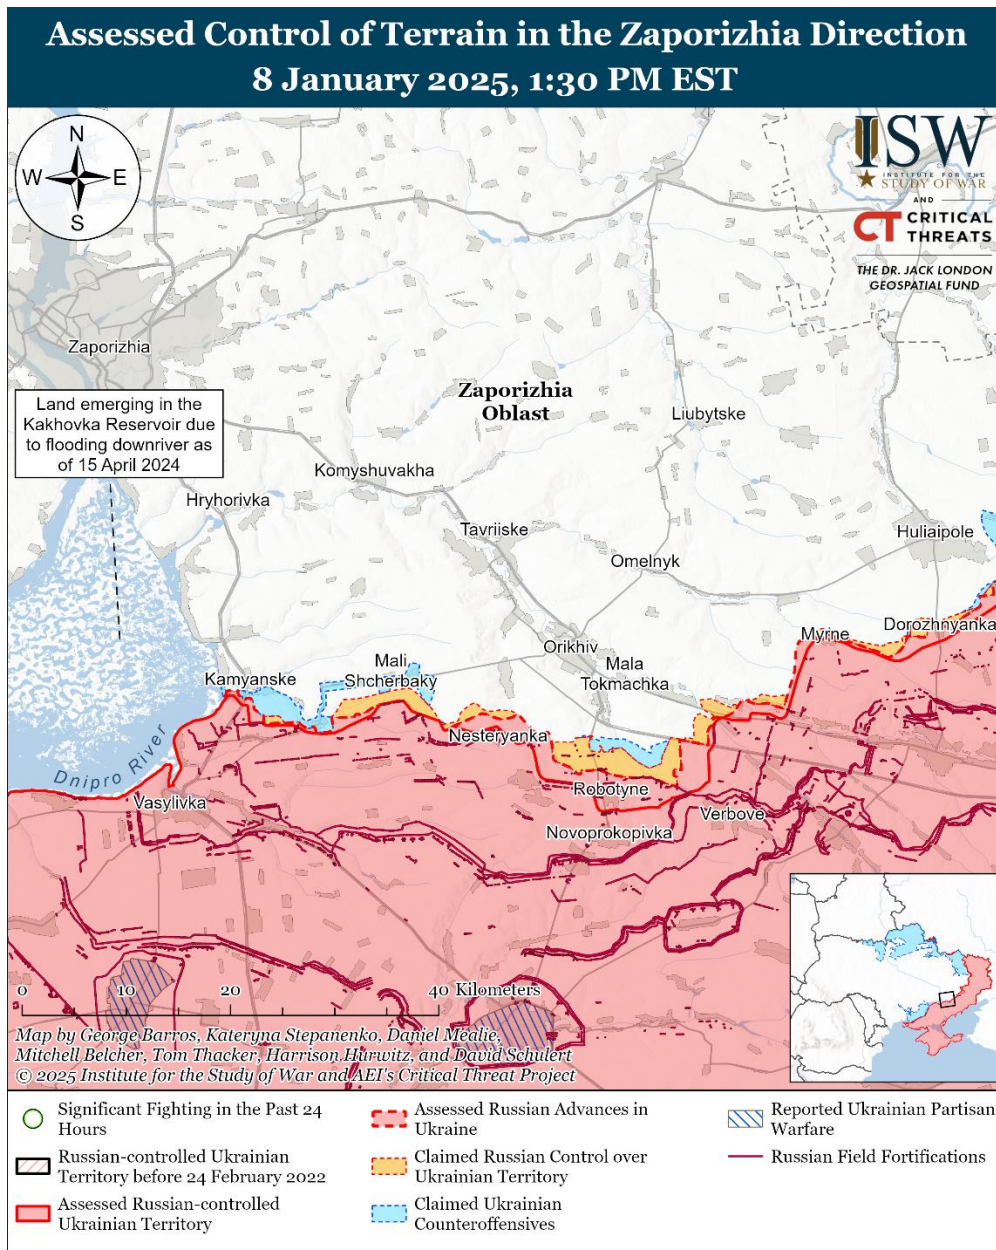 Assessed Control of Terrain in the Zaporizhia Direction
8 January 2025, 1:30 PM EST
N
W
E
S
ISW
INSTITUTE FOR THE
STUDY OF WAR
AND
CT CRITICAL
THREATS
THE DR. JACK LONDON
GEOSPATIAL FUND
Zaporizhia
Land emerging in the
Kakhovka Reservoir due
to flooding downriver as
of 15 April 2024
Zaporizhia
Oblast
Liubytske
Komyshuvakha
Hryhorivka
Tavriiske
Huliaipole
Omelnyk
Dorozhnyanka
Myrne
Orikhiv
Mali
Shcherbaky
Mala
Tokmachka
Kamyanske
Nesteryanka
Dnipro River
Robotyne
Vasylivka
Verbove
Novoprokopivka
0 10 20 40 Kilometers
Map by George Barros, Kateryna Stepanenko, Daniel Mealie,
Mitchell Belcher, Tom Thacker, Harrison Hurwitz, and David Schulert
© 2025 Institute for the Study of War and AEI's Critical Threat Project
Significant Fighting in the Past 24
Hours
Russian-controlled Ukrainian
Territory before 24 February 2022
Assessed Russian-controlled
Ukrainian Territory
Assessed Russian Advances in
Ukraine
Claimed Russian Control over
Ukrainian Territory
Claimed Ukrainian
Counteroffensives
Reported Ukrainian Partisan
Warfare
Russian Field Fortifications